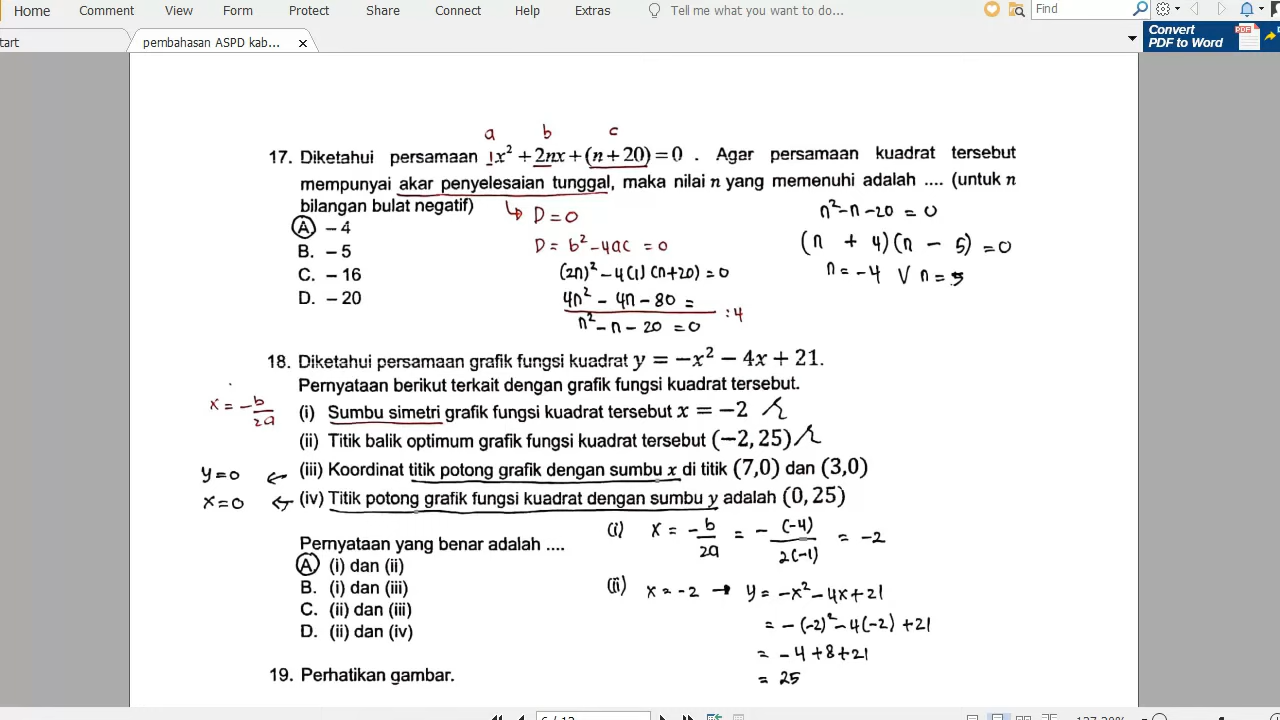 Home Comment View Form Protect Share Connect Help Extras Tell me what you want to do... Find
tart pembahasan ASPD kab... × Convert PDF to Word
PDF
a b c
17. Diketahui persamaan 1x² + 2nx + (n + 20) = 0 . Agar persamaan kuadrat tersebut
mempunyai akar penyelesaian tunggal, maka nilai n yang memenuhi adalah .... (untuk n
bilangan bulat negatif)
A. – 4
B. – 5
C. – 16
D. – 20
↳ D = 0
D = b² – 4ac = 0
(2n)² – 4(1)(n+20) = 0
4n² – 4n – 80 =
: 4
n² – n – 20 = 0
n² – n – 20 = 0
(n + 4)(n – 5) = 0
n = –4 V n = 5
18. Diketahui persamaan grafik fungsi kuadrat y = −x² − 4x + 21.
Pernyataan berikut terkait dengan grafik fungsi kuadrat tersebut.
x = –b/2a
(i) Sumbu simetri grafik fungsi kuadrat tersebut x = −2
(ii) Titik balik optimum grafik fungsi kuadrat tersebut (−2, 25)
y = 0 ← (iii) Koordinat titik potong grafik dengan sumbu x di titik (7,0) dan (3,0)
x = 0 ← (iv) Titik potong grafik fungsi kuadrat dengan sumbu y adalah (0, 25)
Pernyataan yang benar adalah ....
A. (i) dan (ii)
B. (i) dan (iii)
C. (ii) dan (iii)
D. (ii) dan (iv)
(i) x = –b/2a = – (–4)/2(–1) = –2
(ii) x = –2 → y = –x² – 4x + 21
= – (–2)² – 4(–2) + 21
= – 4 + 8 + 21
= 25
19. Perhatikan gambar.